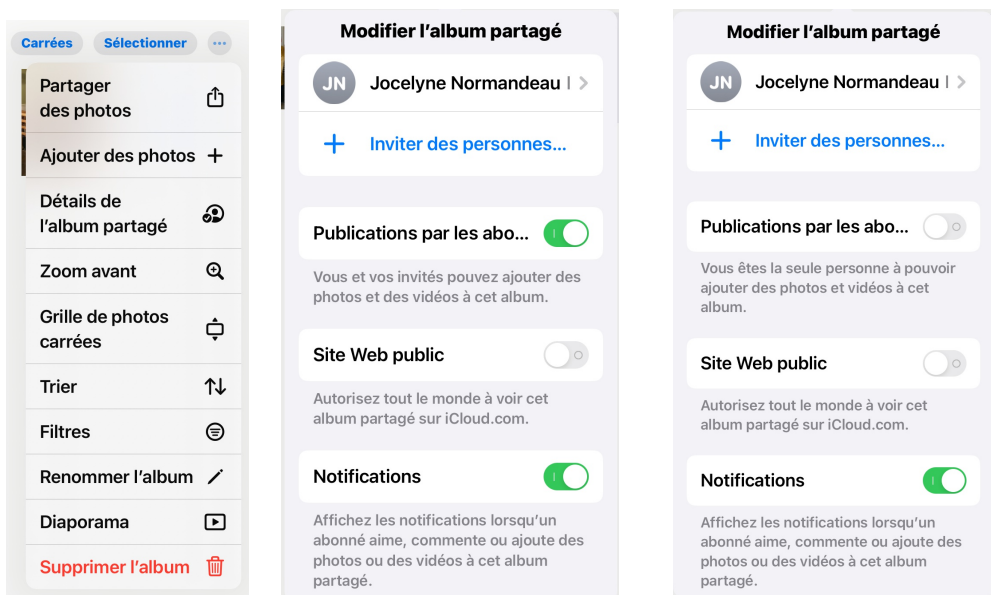 Carrées
Sélectionner
Partager
des photos
Ajouter des photos
Détails de
l'album partagé
Zoom avant
Grille de photos
carrées
Trier
Filtres
Renommer l'album
Diaporama
Supprimer l'album
Modifier l'album partagé
JN
Jocelyne Normandeau
Inviter des personnes...
Publications par les abo...
Vous et vos invités pouvez ajouter des
photos et des vidéos à cet album.
Site Web public
Autorisez tout le monde à voir cet
album partagé sur iCloud.com.
Notifications
Affichez les notifications lorsqu'un
abonné aime, commente ou ajoute des
photos ou des vidéos à cet album
partagé.
Modifier l'album partagé
JN
Jocelyne Normandeau
Inviter des personnes...
Publications par les abo...
Vous êtes la seule personne à pouvoir
ajouter des photos et vidéos à cet
album.
Site Web public
Autorisez tout le monde à voir cet
album partagé sur iCloud.com.
Notifications
Affichez les notifications lorsqu'un
abonné aime, commente ou ajoute des
photos ou des vidéos à cet album
partagé.